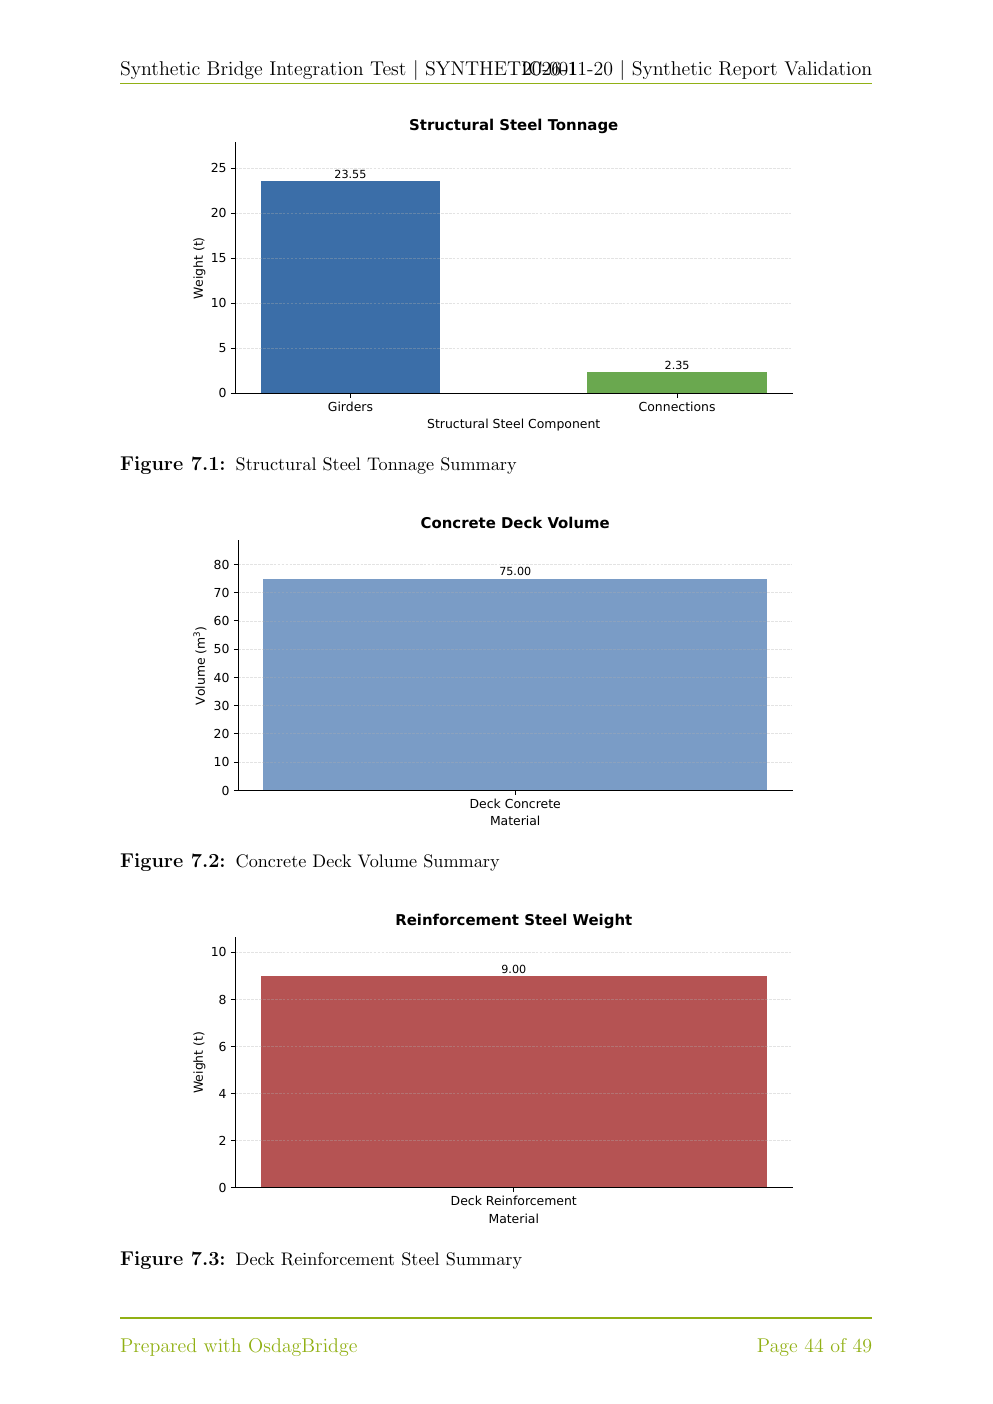 Synthetic Bridge Integration Test | SYNTHETIC-001
2026-11-20 | Synthetic Report Validation
Structural Steel Tonnage
Weight (t)
25
20
15
10
5
0
23.55
2.35
Girders
Connections
Structural Steel Component
Figure 7.1: Structural Steel Tonnage Summary
Concrete Deck Volume
Volume (m³)
80
70
60
50
40
30
20
10
0
75.00
Deck Concrete
Material
Figure 7.2: Concrete Deck Volume Summary
Reinforcement Steel Weight
Weight (t)
10
8
6
4
2
0
9.00
Deck Reinforcement
Material
Figure 7.3: Deck Reinforcement Steel Summary
Prepared with OsdagBridge
Page 44 of 49